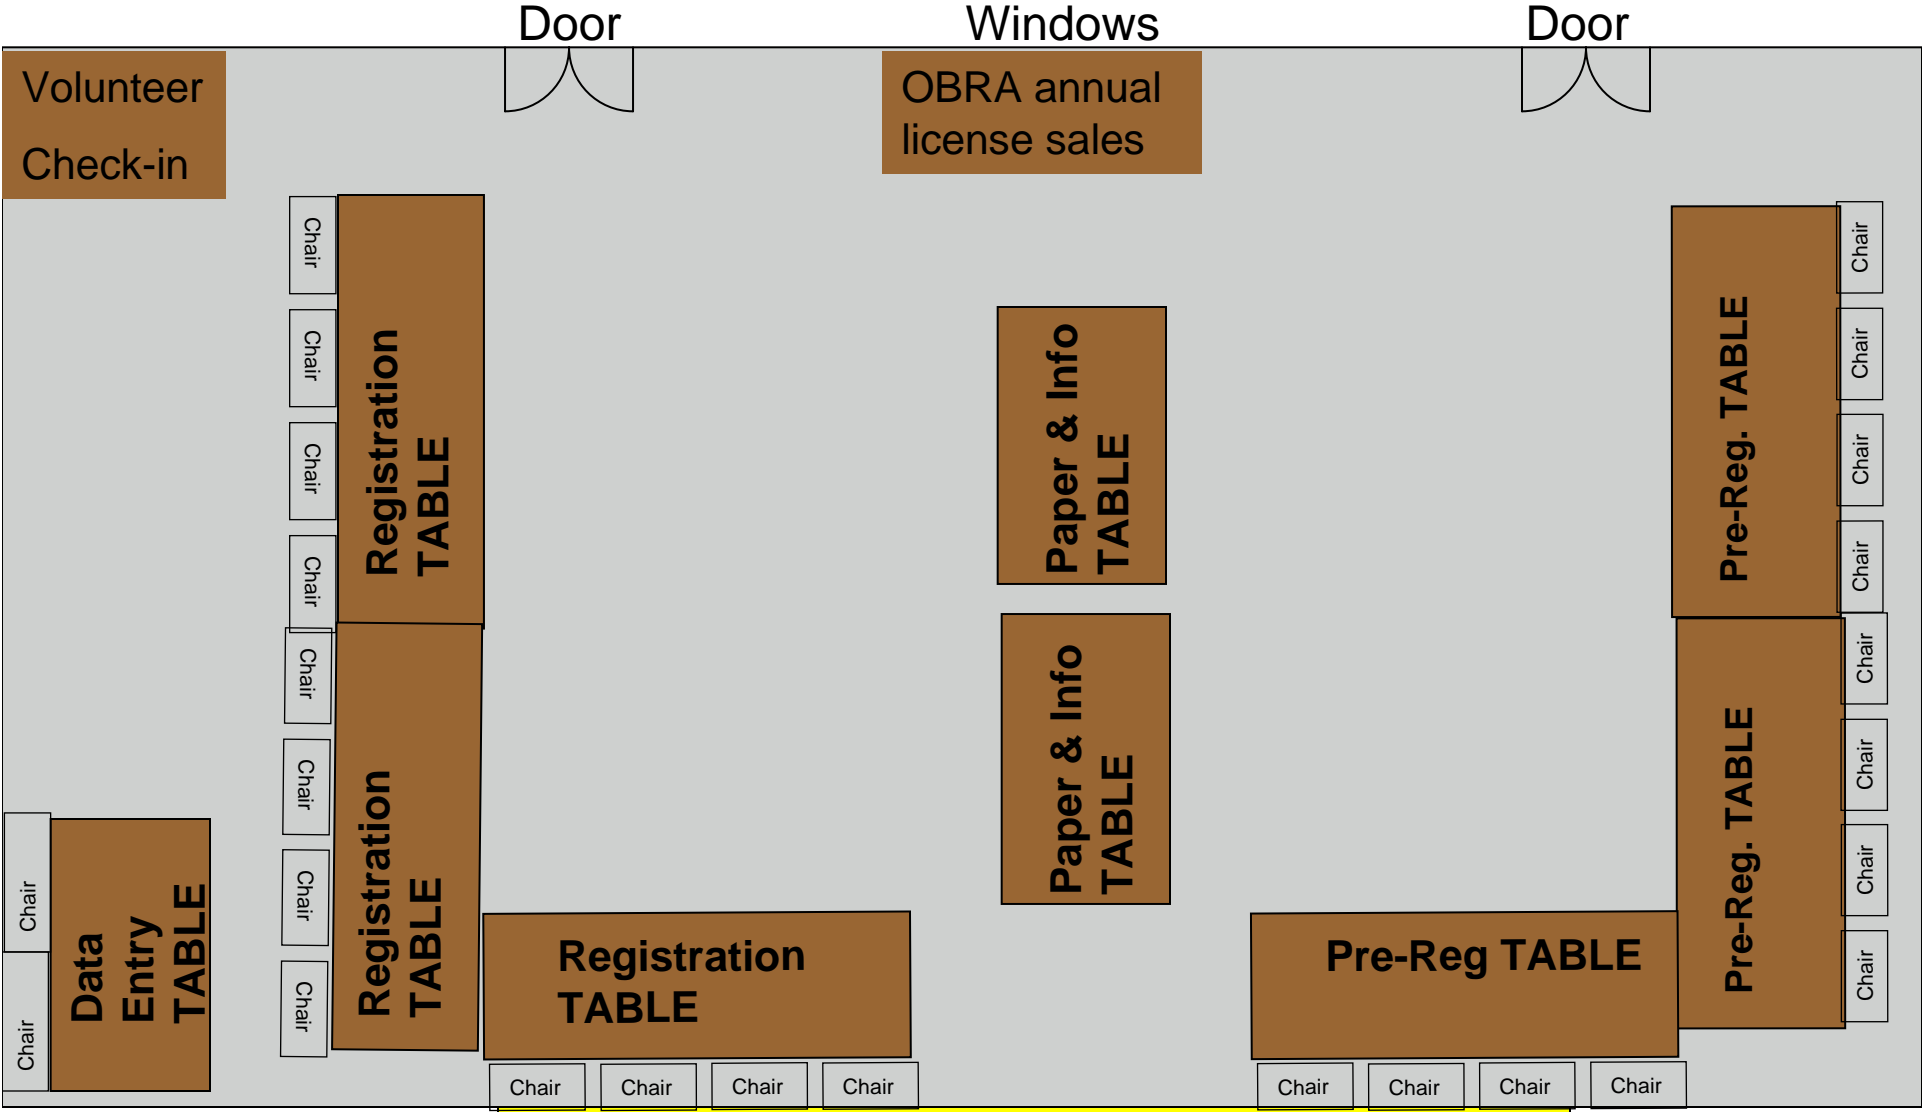 Door
Windows
Door
Volunteer
Check-in
OBRA annual
license sales
Chair
Chair
Chair
Chair
Registration
TABLE
Chair
Chair
Chair
Chair
Registration
TABLE
Chair
Chair
Data
Entry
TABLE
Registration
TABLE
Chair
Chair
Chair
Chair
Paper & Info
TABLE
Paper & Info
TABLE
Pre-Reg. TABLE
Chair
Chair
Chair
Chair
Pre-Reg. TABLE
Chair
Chair
Chair
Chair
Pre-Reg TABLE
Chair
Chair
Chair
Chair